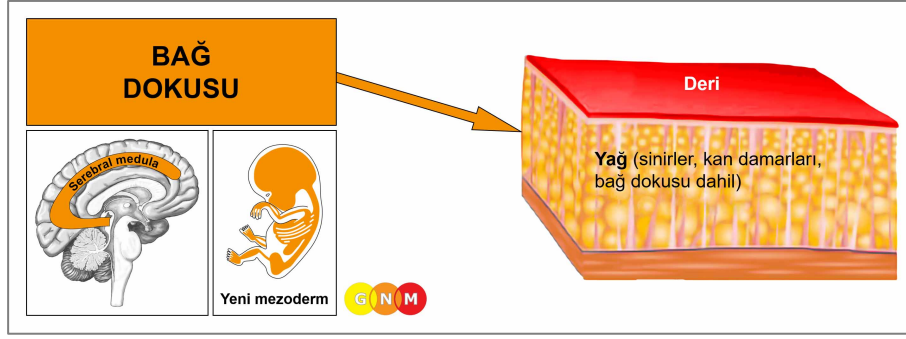 BAĞ
DOKUSU
Serebral medula
Yeni mezoderm
G N M
Deri
Yağ (sinirler, kan damarları,
bağ dokusu dahil)